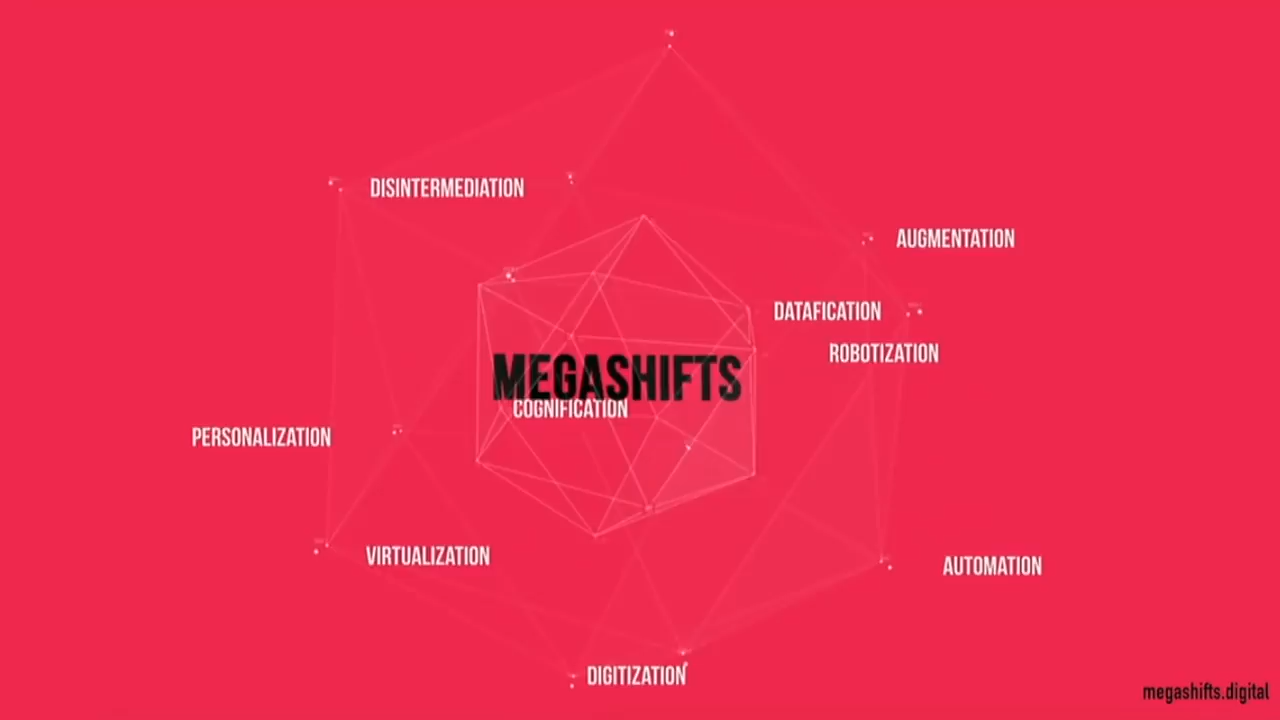 DISINTERMEDIATION
AUGMENTATION
DATAFICATION
ROBOTIZATION
MEGASHIFTS
COGNIFICATION
PERSONALIZATION
VIRTUALIZATION
AUTOMATION
DIGITIZATION
megashifts.digital